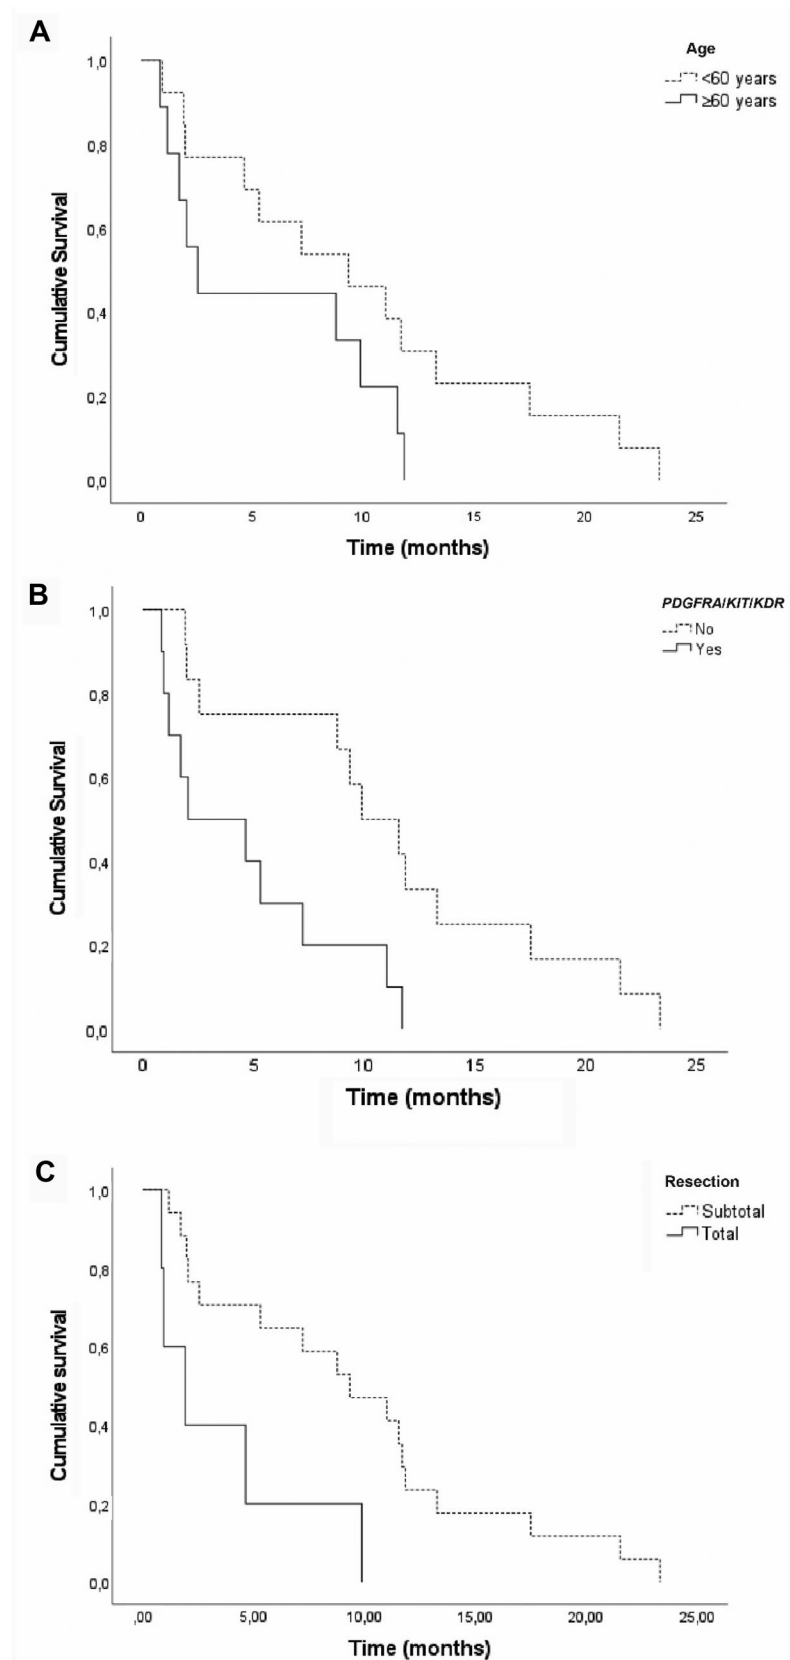 A
Age
<60 years
≥60 years
1,0
0,8
0,6
0,4
0,2
0,0
Cumulative Survival
0 5 10 15 20 25
Time (months)
B
PDGFRA/KIT/KDR
No
Yes
1,0
0,8
0,6
0,4
0,2
0,0
Cumulative Survival
0 5 10 15 20 25
Time (months)
C
Resection
Subtotal
Total
1,0
0,8
0,6
0,4
0,2
0,0
Cumulative survival
,00 5,00 10,00 15,00 20,00 25,00
Time (months)